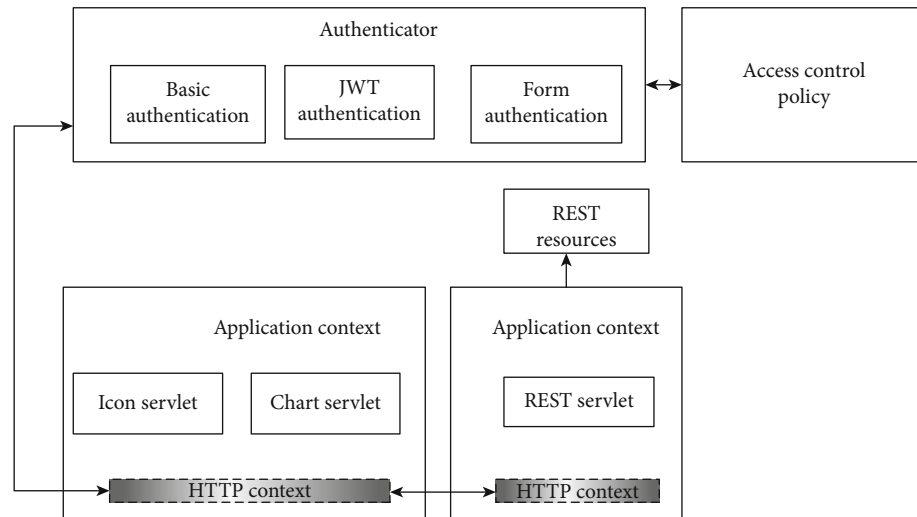 Authenticator
Basic
authentication
JWT
authentication
Form
authentication
Access control
policy
REST
resources
Application context
Icon servlet
Chart servlet
HTTP context
Application context
REST servlet
HTTP context